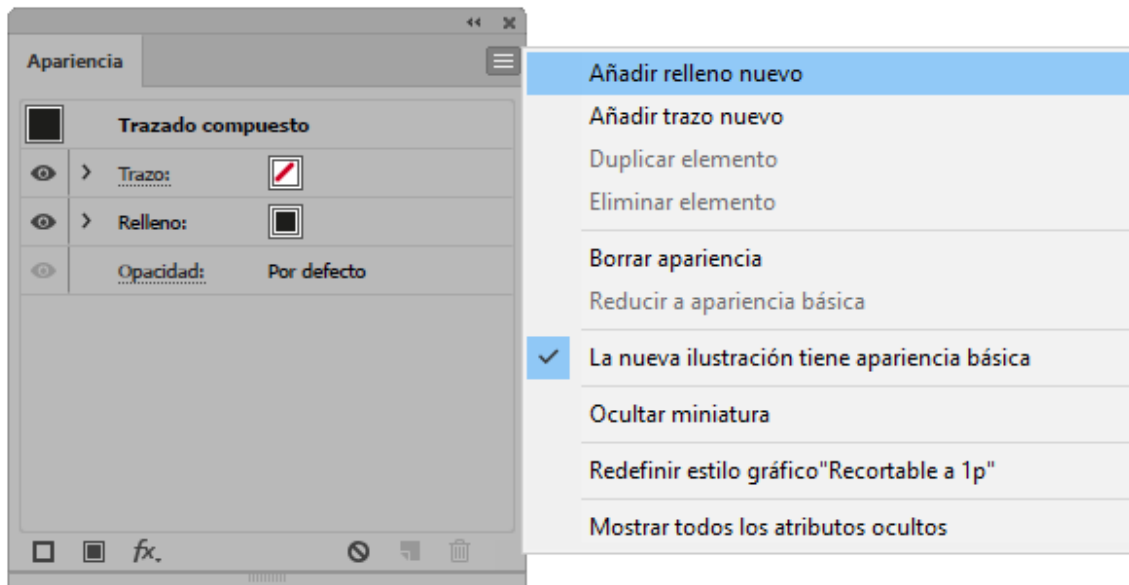 Apariencia
Trazado compuesto
Trazo:
Relleno:
Opacidad: Por defecto
fx.
Añadir relleno nuevo
Añadir trazo nuevo
Duplicar elemento
Eliminar elemento
Borrar apariencia
Reducir a apariencia básica
La nueva ilustración tiene apariencia básica
Ocultar miniatura
Redefinir estilo gráfico"Recortable a 1p"
Mostrar todos los atributos ocultos